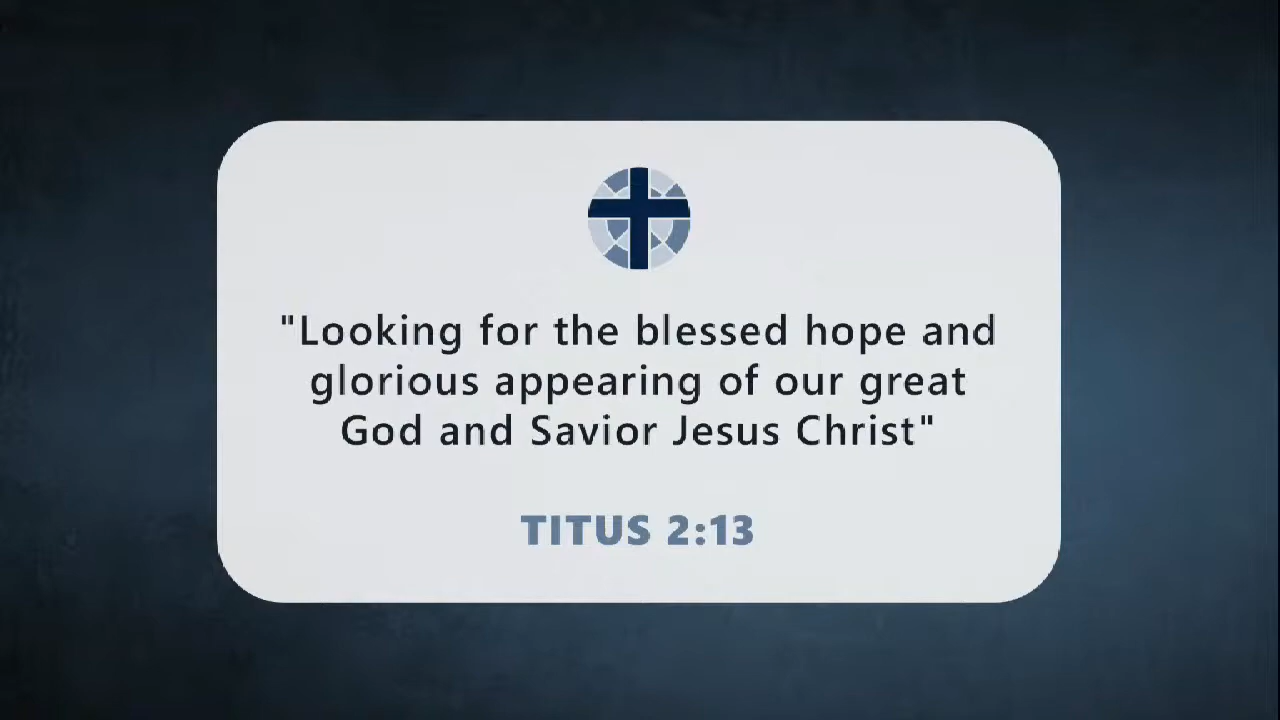 "Looking for the blessed hope and
glorious appearing of our great
God and Savior Jesus Christ"
TITUS 2:13